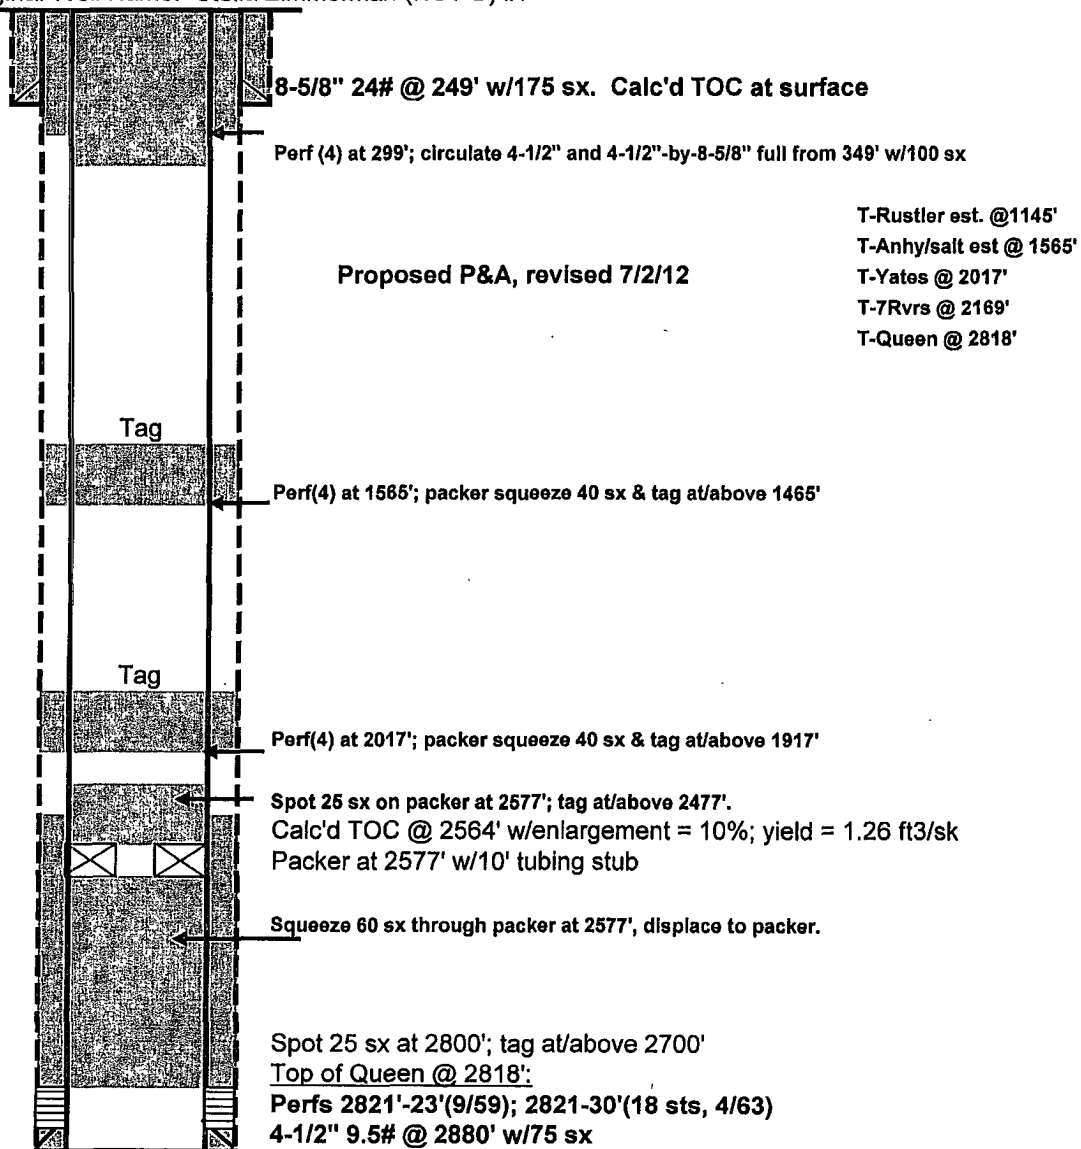 8-5/8" 24# @ 249' w/175 sx. Calc'd TOC at surface
Perf (4) at 299'; circulate 4-1/2" and 4-1/2"-by-8-5/8" full from 349' w/100 sx
T-Rustler est. @1145'
T-Anhy/salt est @ 1565'
Proposed P&A, revised 7/2/12
T-Yates @ 2017'
T-7Rvrs @ 2169'
T-Queen @ 2818'
Tag
Perf(4) at 1565'; packer squeeze 40 sx & tag at/above 1465'
Tag
Perf(4) at 2017'; packer squeeze 40 sx & tag at/above 1917'
Spot 25 sx on packer at 2577'; tag at/above 2477'.
Calc'd TOC @ 2564' w/enlargement = 10%; yield = 1.26 ft3/sk
Packer at 2577' w/10' tubing stub
Squeeze 60 sx through packer at 2577', displace to packer.
Spot 25 sx at 2800'; tag at/above 2700'
Top of Queen @ 2818':
Perfs 2821'-23'(9/59); 2821-30'(18 sts, 4/63)
4-1/2" 9.5# @ 2880' w/75 sx